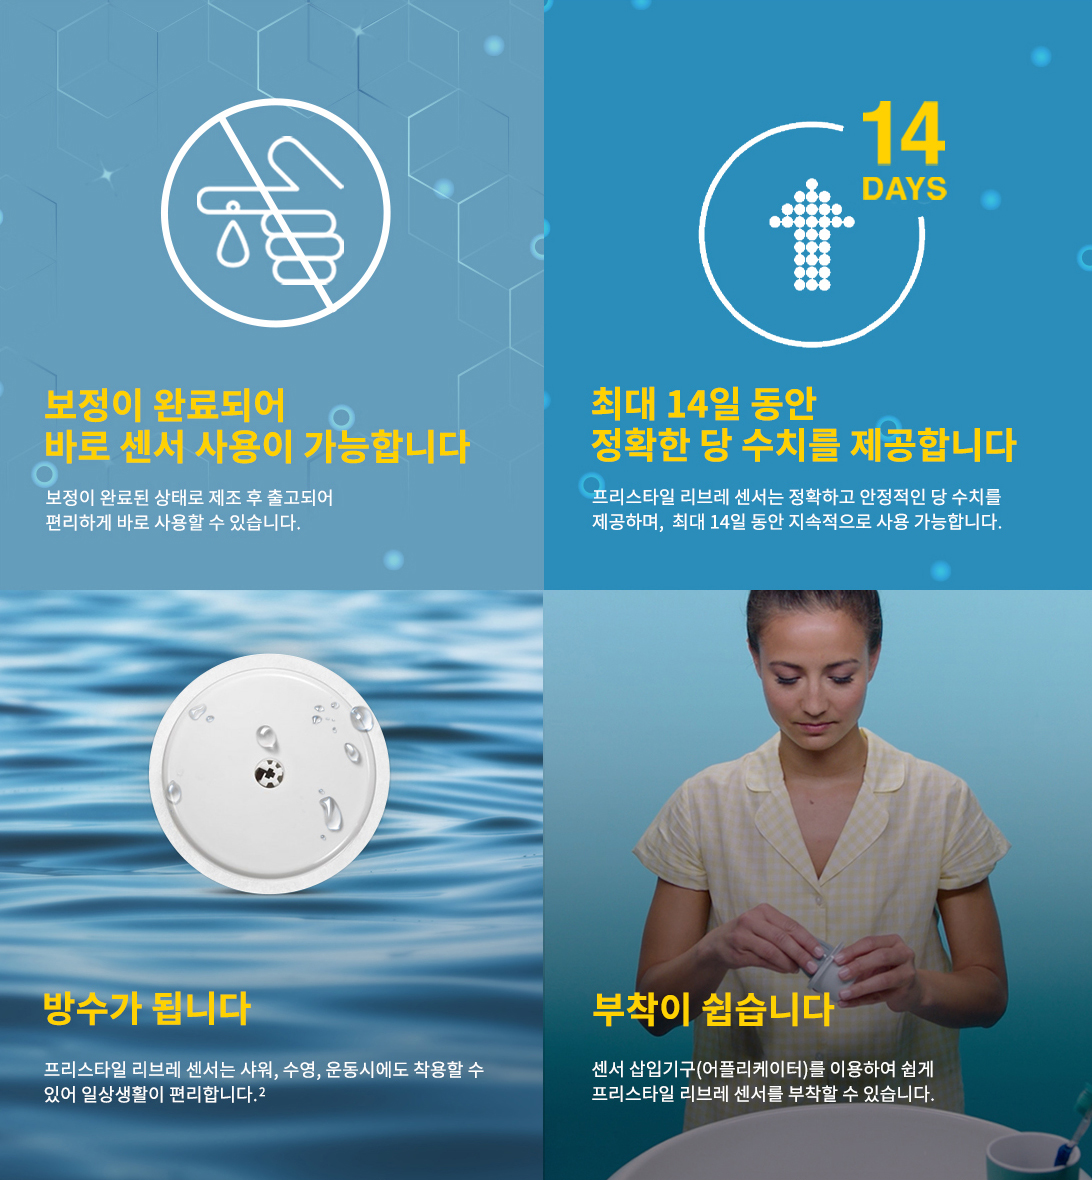 보정이 완료되어
바로 센서 사용이 가능합니다
보정이 완료된 상태로 제조 후 출고되어
편리하게 바로 사용할 수 있습니다.
14
DAYS
최대 14일 동안
정확한 당 수치를 제공합니다
프리스타일 리브레 센서는 정확하고 안정적인 당 수치를
제공하며, 최대 14일 동안 지속적으로 사용 가능합니다.
방수가 됩니다
프리스타일 리브레 센서는 샤워, 수영, 운동시에도 착용할 수
있어 일상생활이 편리합니다.²
부착이 쉽습니다
센서 삽입기구(어플리케이터)를 이용하여 쉽게
프리스타일 리브레 센서를 부착할 수 있습니다.